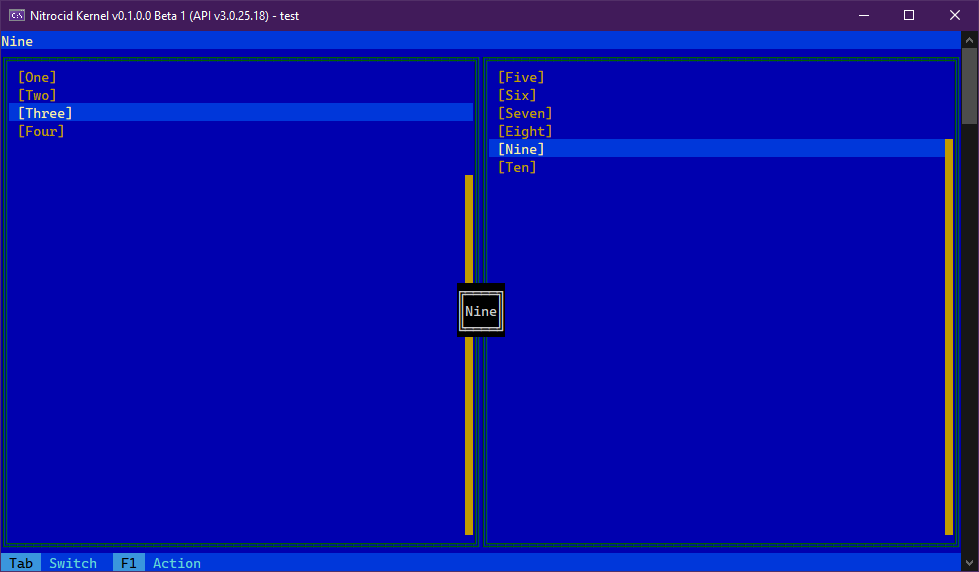 Nitrocid Kernel v0.1.0.0 Beta 1 (API v3.0.25.18) - test
Nine
[One]
[Two]
[Three]
[Four]
[Five]
[Six]
[Seven]
[Eight]
[Nine]
[Ten]
Nine
Tab Switch F1 Action